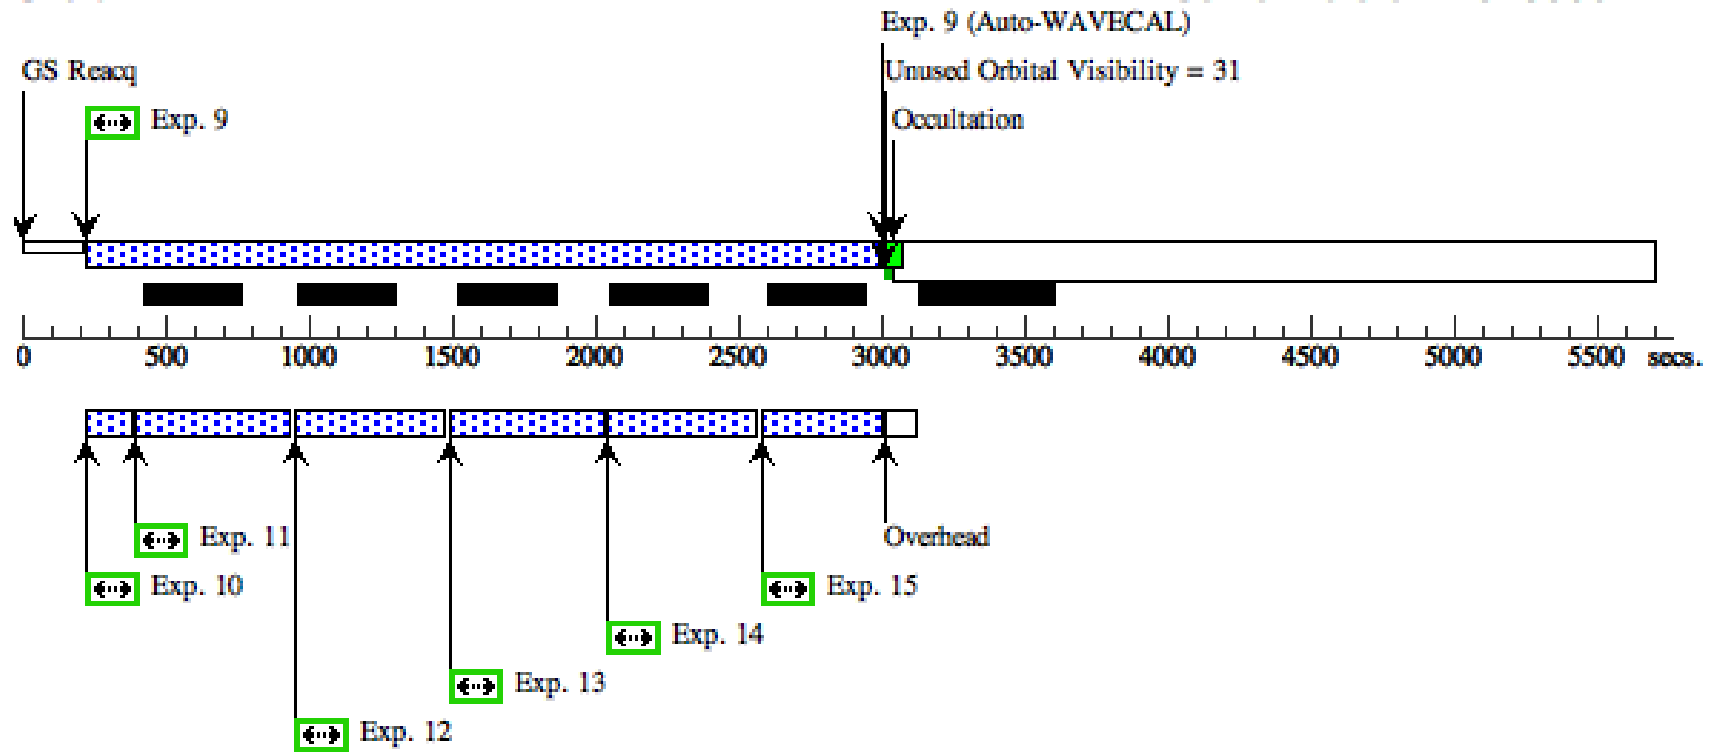 Exp. 9 (Auto-WAVECAL)
GS Reacq
Unused Orbital Visibility = 31
Exp. 9
Occultation
0 500 1000 1500 2000 2500 3000 3500 4000 4500 5000 5500 secs.
Exp. 11
Overhead
Exp. 10
Exp. 15
Exp. 14
Exp. 13
Exp. 12